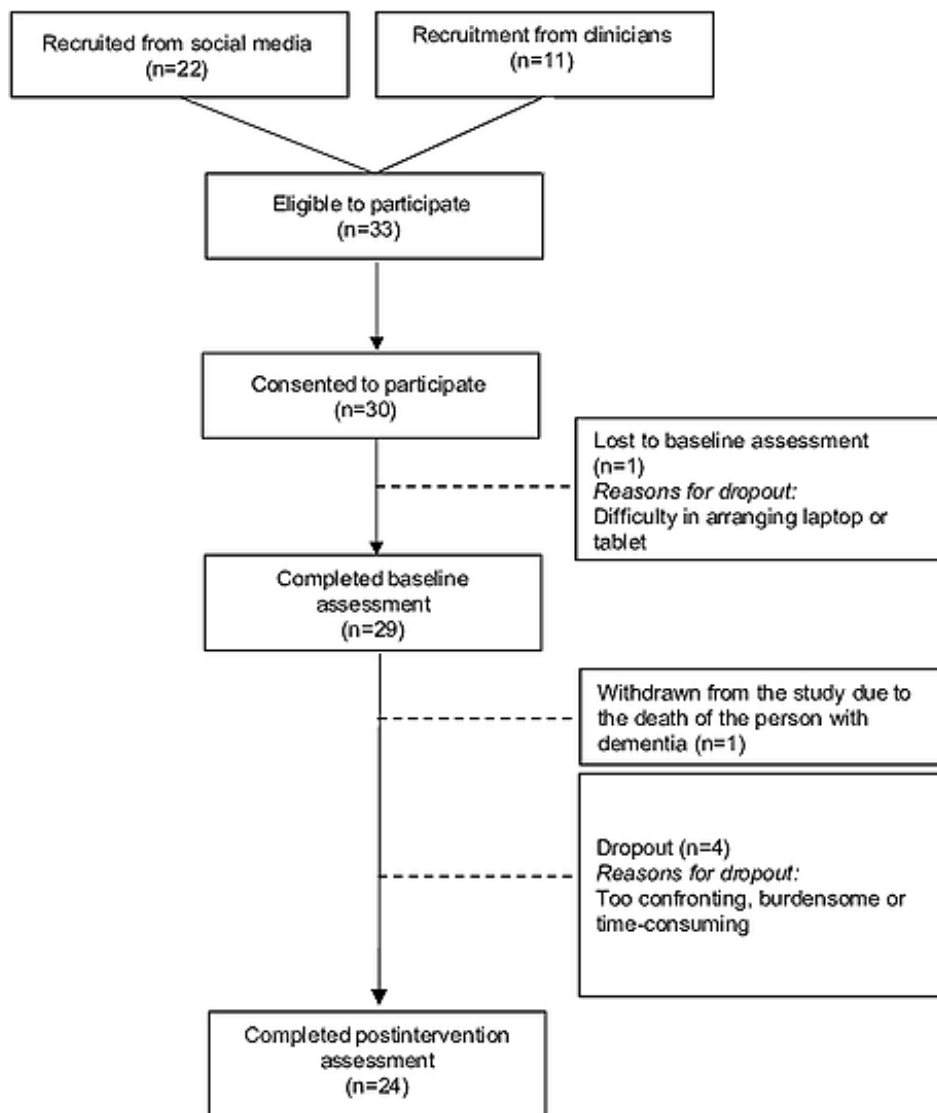 Recruited from social media
(n=22)
Recruitment from clinicians
(n=11)
Eligible to participate
(n=33)
Consented to participate
(n=30)
Lost to baseline assessment
(n=1)
Reasons for dropout:
Difficulty in arranging laptop or
tablet
Completed baseline
assessment
(n=29)
Withdrawn from the study due to
the death of the person with
dementia (n=1)
Dropout (n=4)
Reasons for dropout:
Too confronting, burdensome or
time-consuming
Completed postintervention
assessment
(n=24)